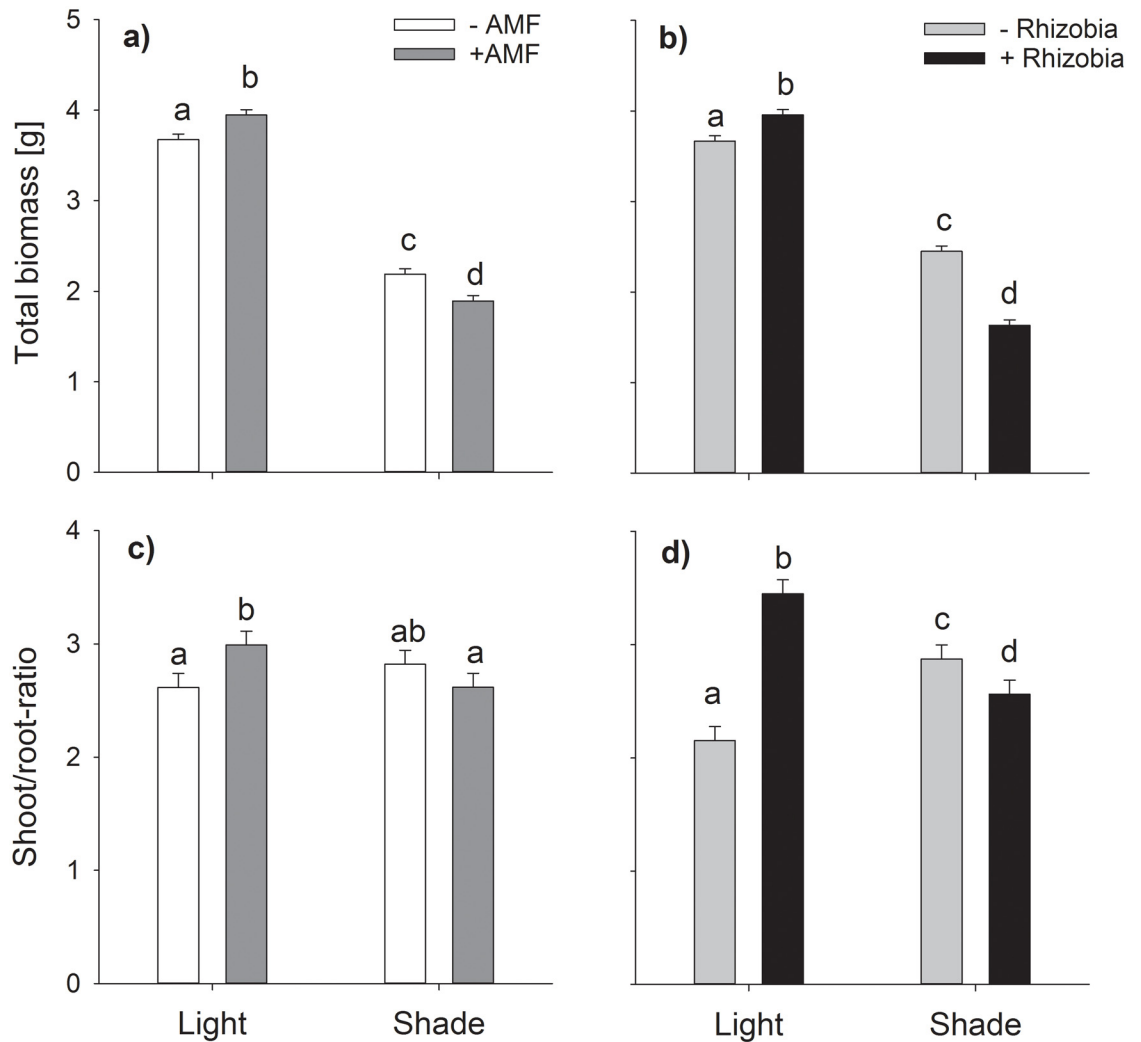 a)
- AMF
+AMF
b)
- Rhizobia
+ Rhizobia
Total biomass [g]
5
4
3
2
1
0
a
b
c
d
a
b
c
d
c)
d)
Shoot/root-ratio
4
3
2
1
0
a
b
ab
a
a
b
c
d
Light
Shade
Light
Shade